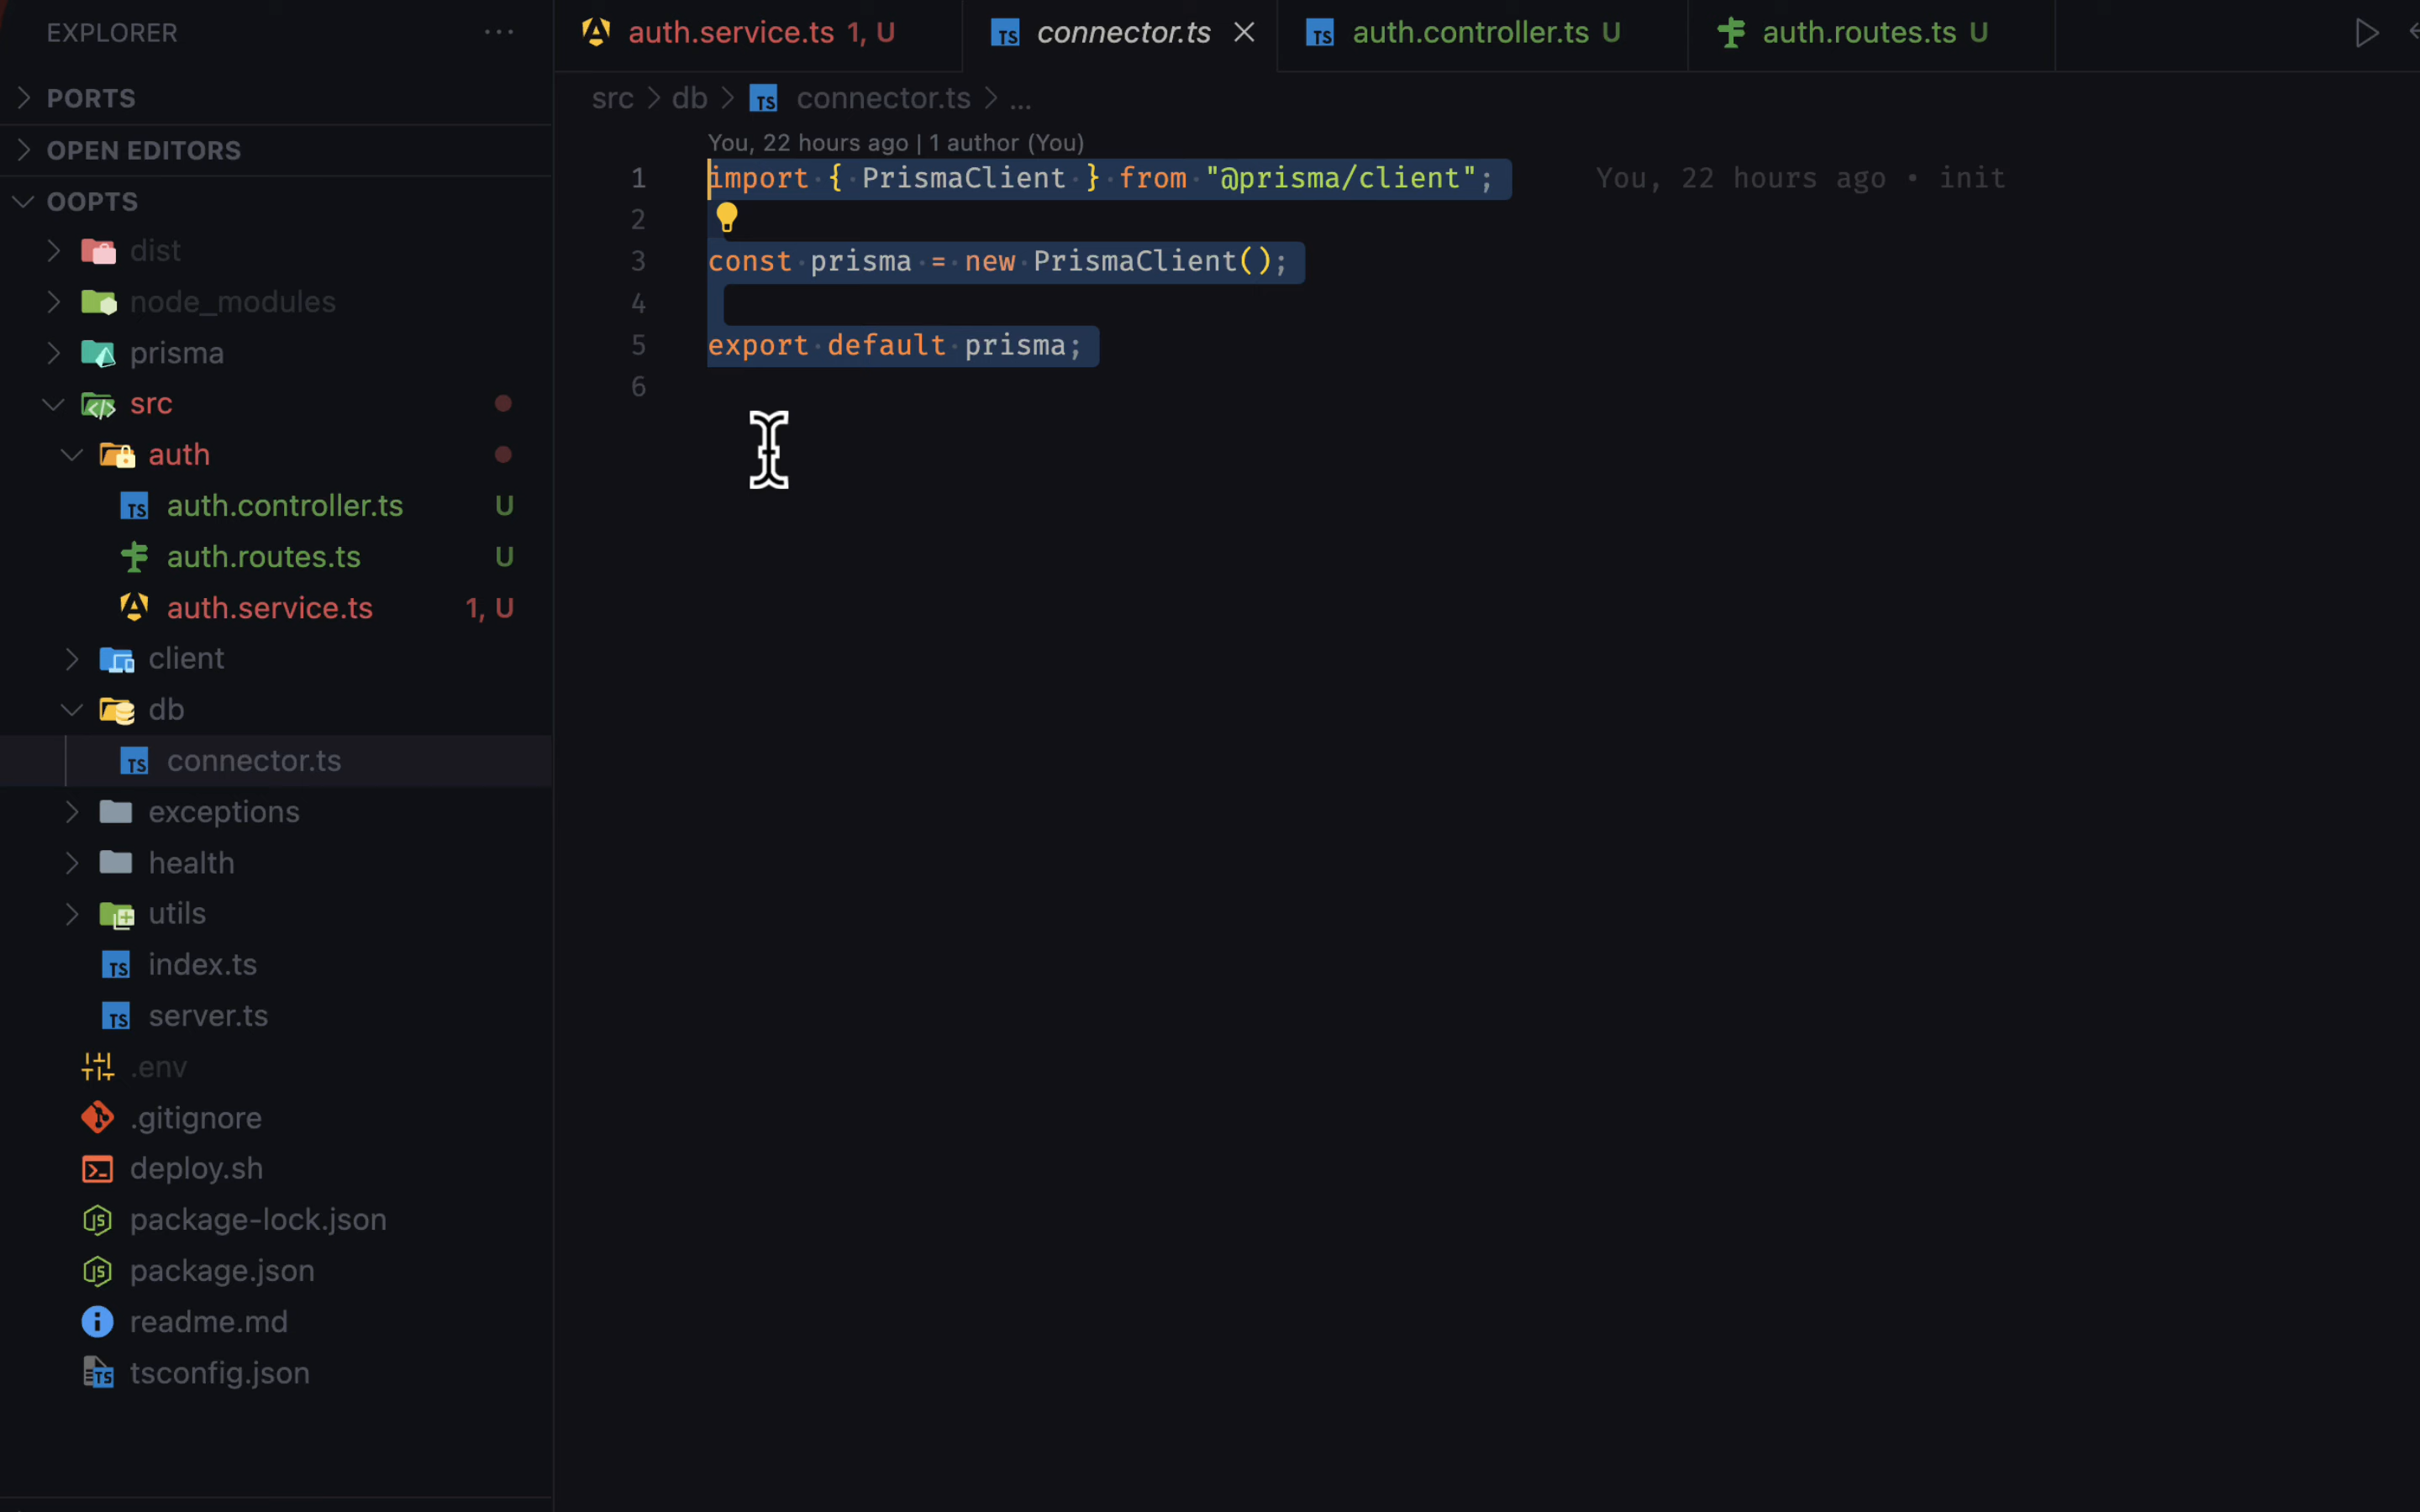 EXPLORER
PORTS
OPEN EDITORS
OOPTS
dist
node_modules
prisma
src
auth
auth.controller.ts U
auth.routes.ts U
auth.service.ts 1, U
client
db
connector.ts
exceptions
health
utils
index.ts
server.ts
.env
.gitignore
deploy.sh
package-lock.json
package.json
readme.md
tsconfig.json
auth.service.ts 1, U
connector.ts
auth.controller.ts U
auth.routes.ts U
src > db > connector.ts > ...
You, 22 hours ago | 1 author (You)
1 import { PrismaClient } from "@prisma/client"; You, 22 hours ago • init
2
3 const prisma = new PrismaClient();
4
5 export default prisma;
6